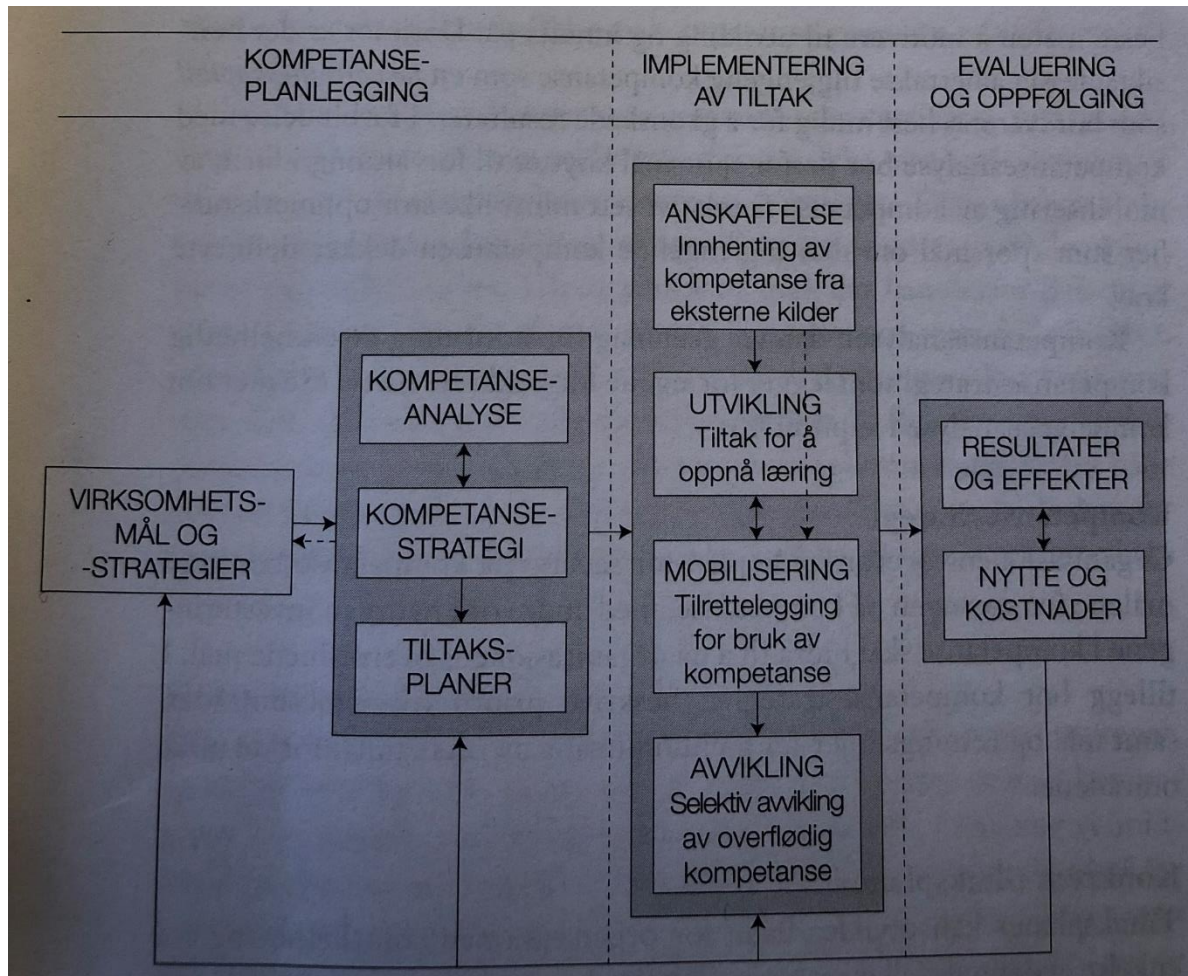 KOMPETANSE-
PLANLEGGING
IMPLEMENTERING
AV TILTAK
EVALUERING
OG OPPFØLGING
VIRKSOMHETS-
MÅL OG
-STRATEGIER
KOMPETANSE-
ANALYSE
KOMPETANSE-
STRATEGI
TILTAKS-
PLANER
ANSKAFFELSE
Innhenting av
kompetanse fra
eksterne kilder
UTVIKLING
Tiltak for å
oppnå læring
MOBILISERING
Tilrettelegging
for bruk av
kompetanse
AVVIKLING
Selektiv avvikling
av overflødig
kompetanse
RESULTATER
OG EFFEKTER
NYTTE OG
KOSTNADER